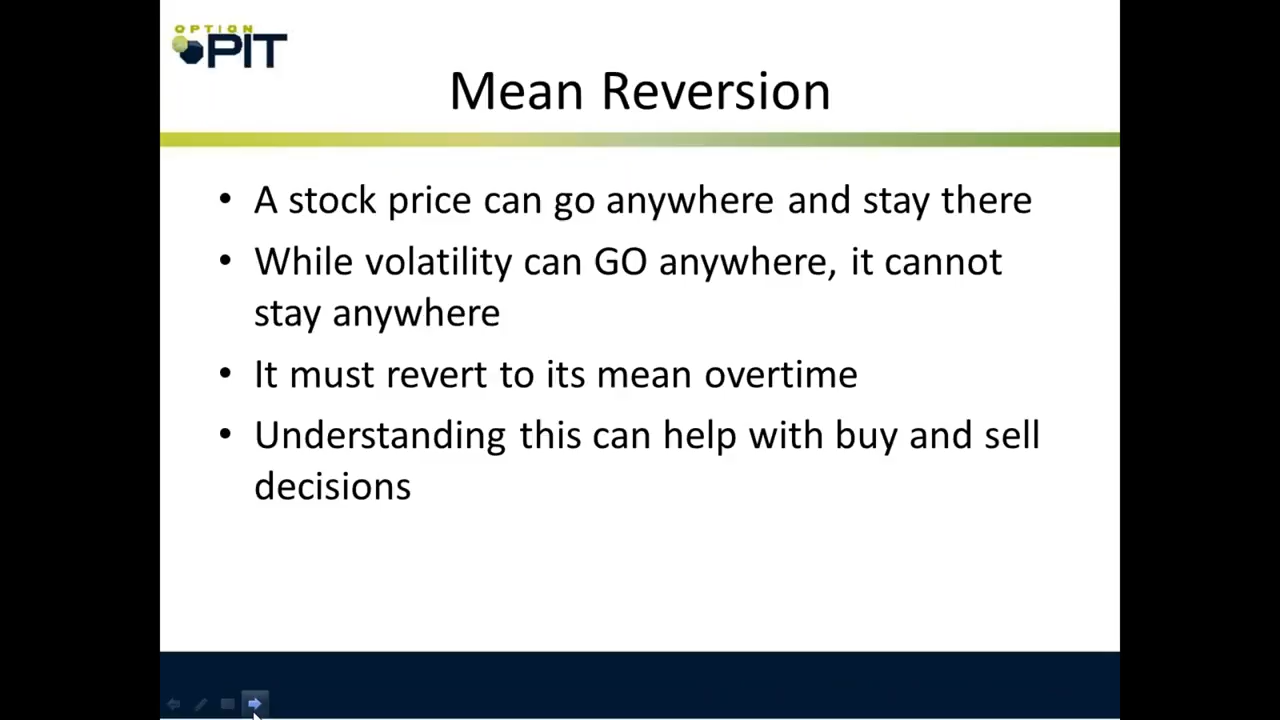 OPTION
PIT
Mean Reversion
• A stock price can go anywhere and stay there
• While volatility can GO anywhere, it cannot
stay anywhere
• It must revert to its mean overtime
• Understanding this can help with buy and sell
decisions